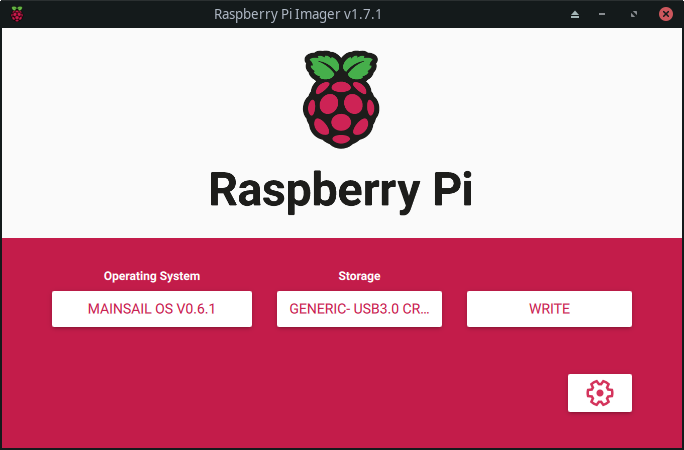 Raspberry Pi Imager v1.7.1
Raspberry Pi
Operating System
Storage
MAINSAIL OS V0.6.1
GENERIC- USB3.0 CR...
WRITE